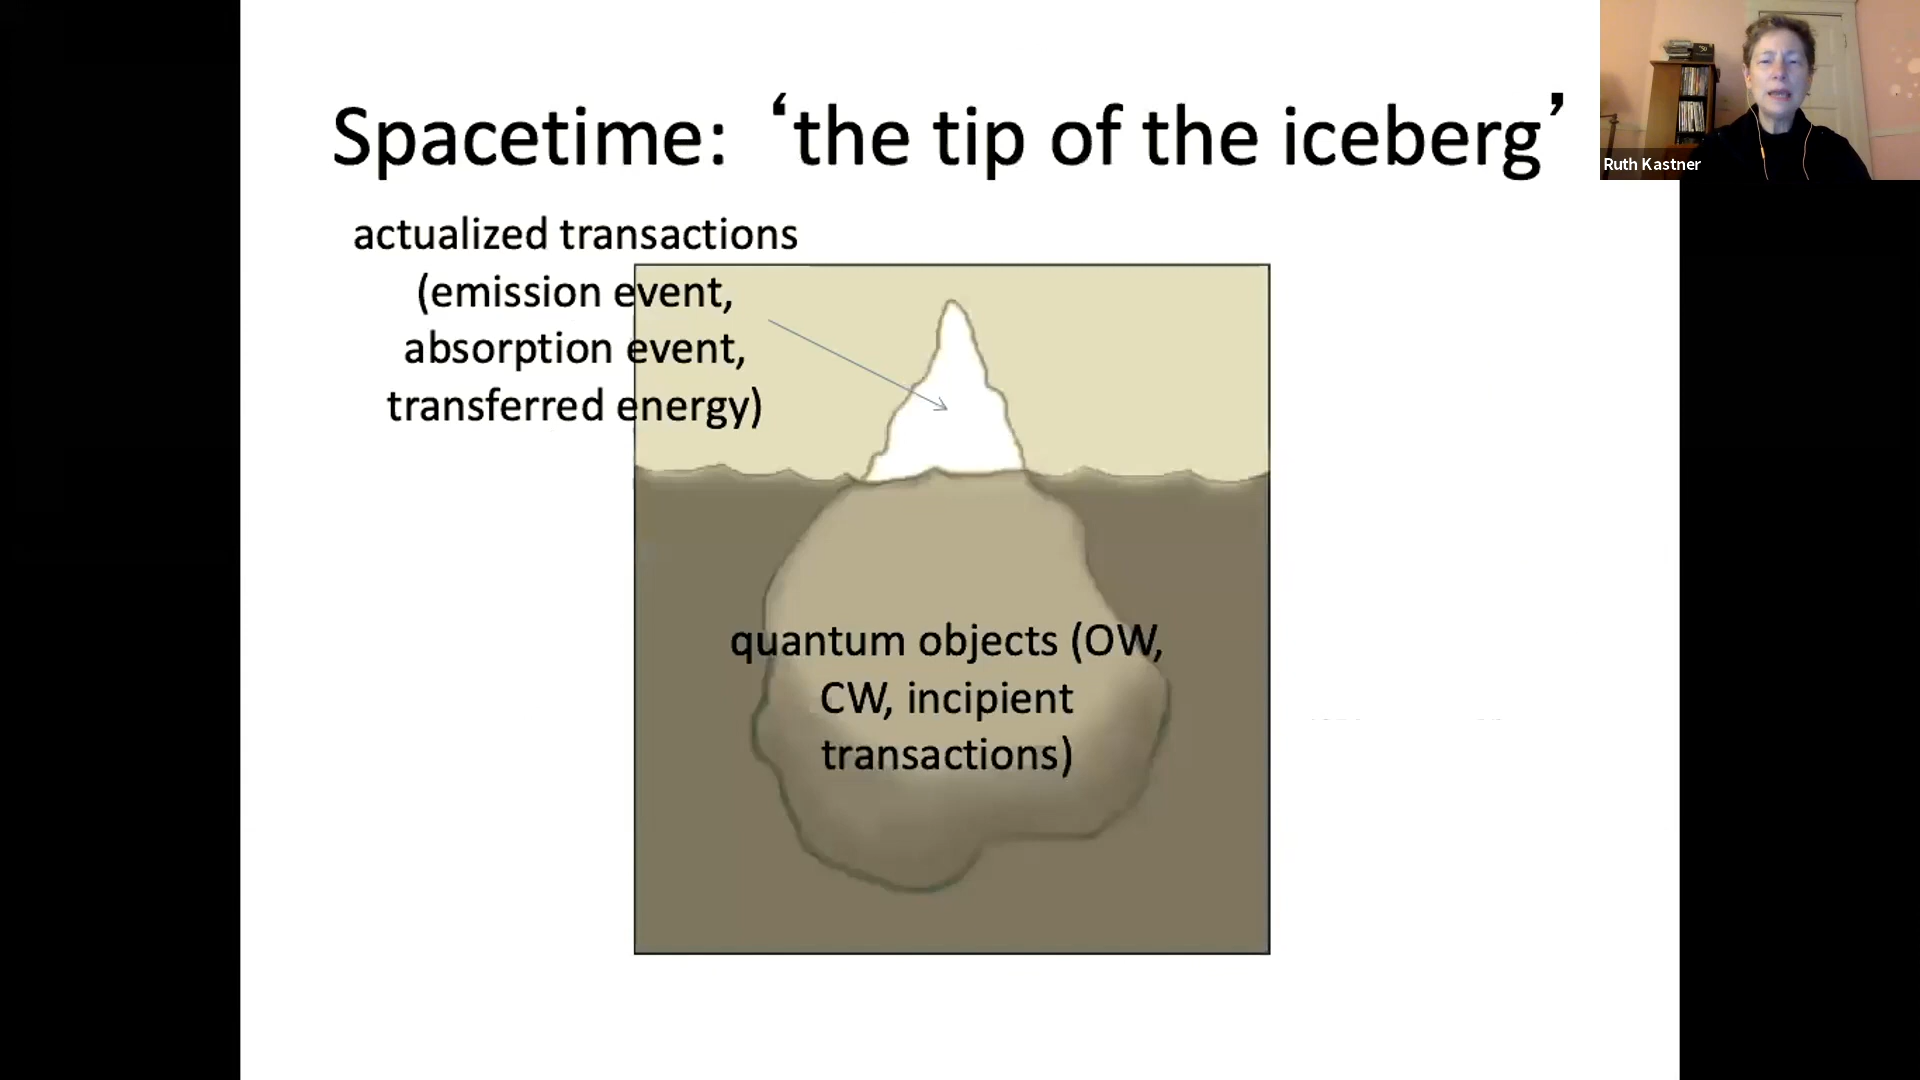 Spacetime: ‘the tip of the iceberg’
Ruth Kastner
actualized transactions
(emission event,
absorption event,
transferred energy)
quantum objects (OW,
CW, incipient
transactions)